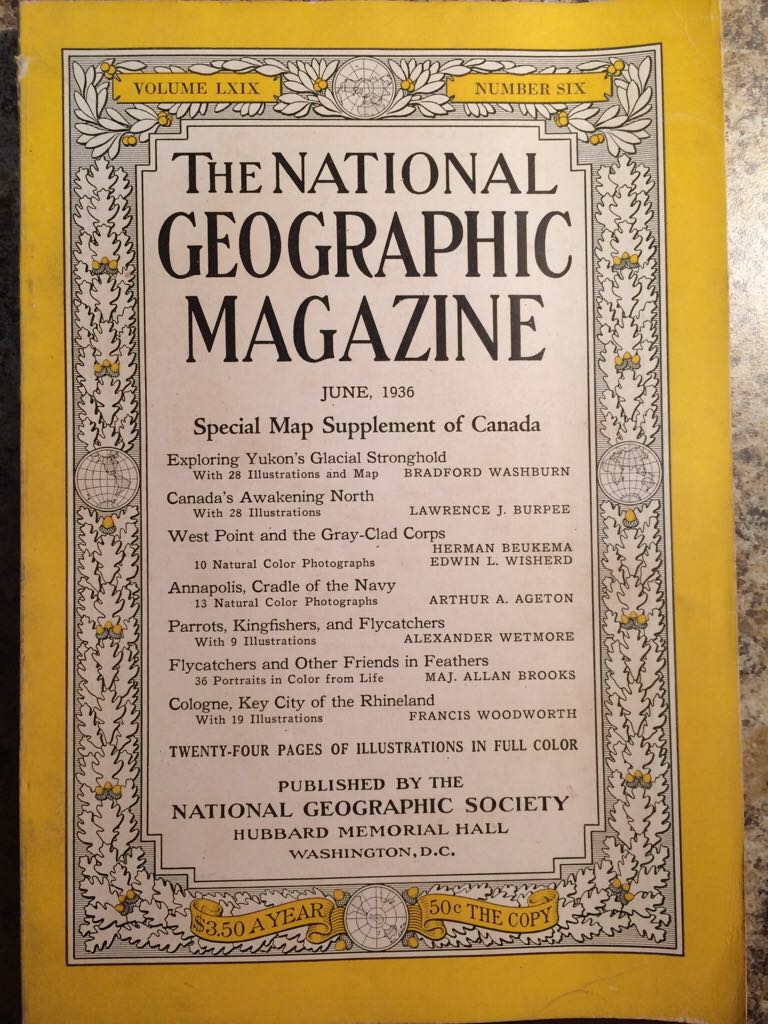 VOLUME LXIX
NUMBER SIX
THE NATIONAL
GEOGRAPHIC
MAGAZINE
JUNE, 1936
Special Map Supplement of Canada
Exploring Yukon's Glacial Stronghold
With 28 Illustrations and Map BRADFORD WASHBURN
Canada's Awakening North
With 28 Illustrations LAWRENCE J. BURPEE
West Point and the Gray-Clad Corps
HERMAN BEUKEMA
10 Natural Color Photographs EDWIN L. WISHERD
Annapolis, Cradle of the Navy
13 Natural Color Photographs ARTHUR A. AGETON
Parrots, Kingfishers, and Flycatchers
With 9 Illustrations ALEXANDER WETMORE
Flycatchers and Other Friends in Feathers
36 Portraits in Color from Life MAJ. ALLAN BROOKS
Cologne, Key City of the Rhineland
With 19 Illustrations FRANCIS WOODWORTH
TWENTY-FOUR PAGES OF ILLUSTRATIONS IN FULL COLOR
PUBLISHED BY THE
NATIONAL GEOGRAPHIC SOCIETY
HUBBARD MEMORIAL HALL
WASHINGTON, D.C.
$3.50 A YEAR
50c THE COPY